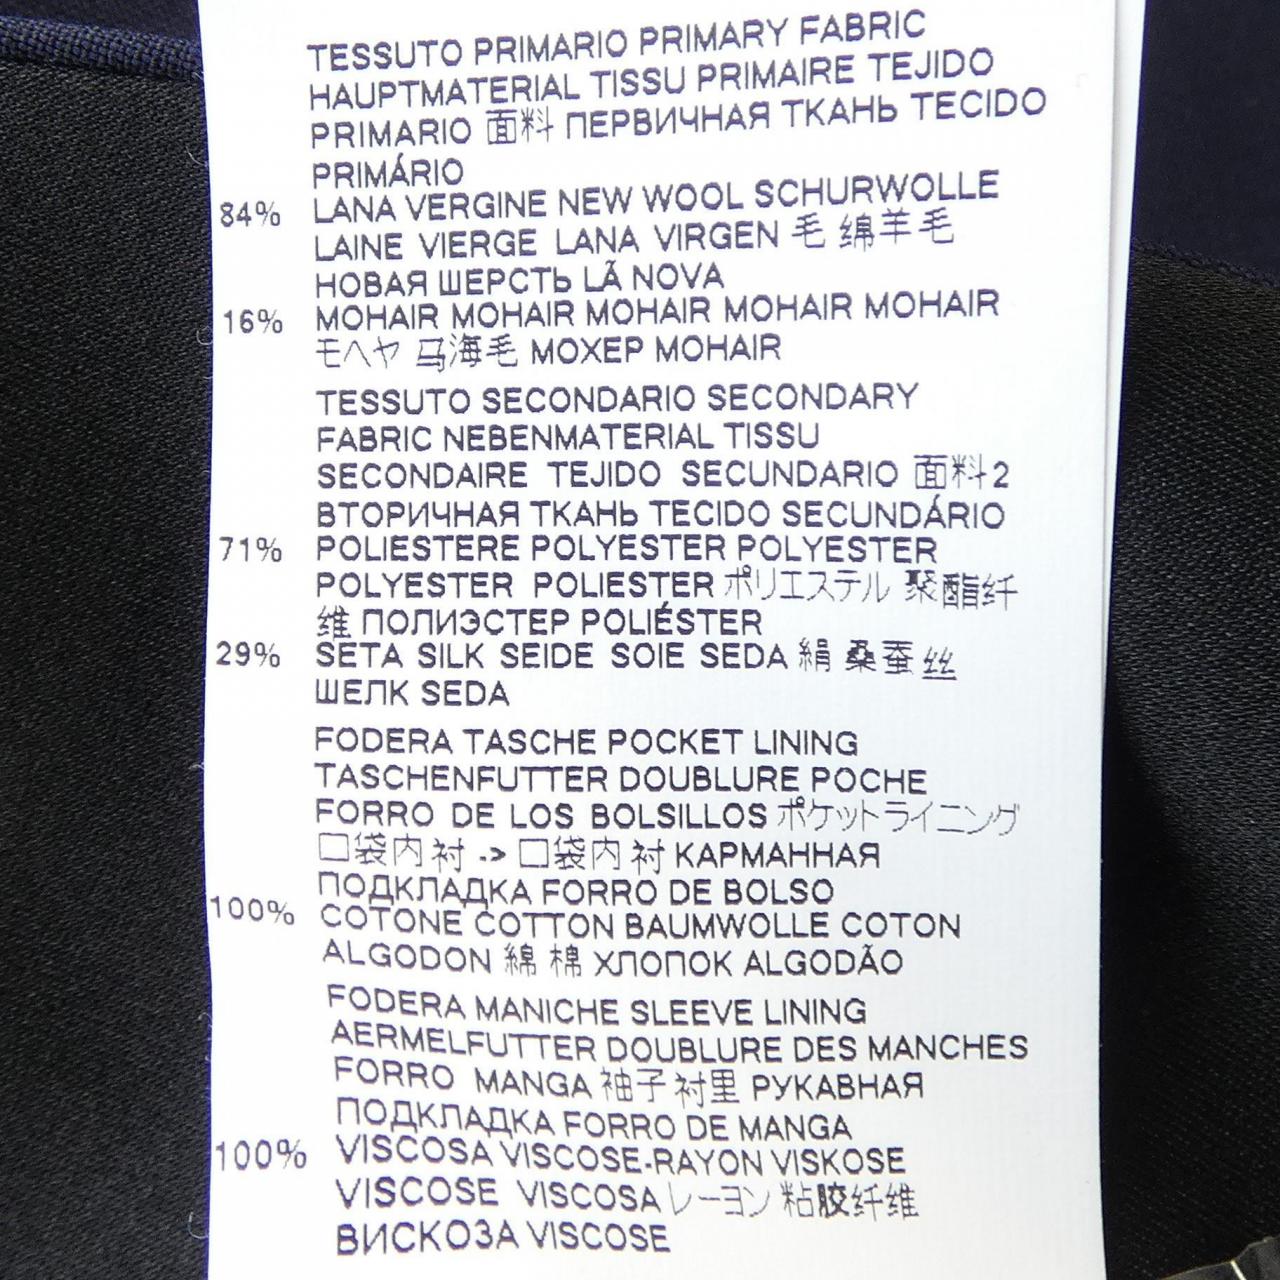 TESSUTO PRIMARIO PRIMARY FABRIC
HAUPTMATERIAL TISSU PRIMAIRE TEJIDO
PRIMARIO 面料 ПЕРВИЧНАЯ ТКАНЬ TECIDO
PRIMÁRIO
84% LANA VERGINE NEW WOOL SCHURWOLLE
LAINE VIERGE LANA VIRGEN 毛 绵羊毛
НОВАЯ ШЕРСТЬ LÃ NOVA
16% MOHAIR MOHAIR MOHAIR MOHAIR MOHAIR
モヘヤ 马海毛 МОХЕР MOHAIR
TESSUTO SECONDARIO SECONDARY
FABRIC NEBENMATERIAL TISSU
SECONDAIRE TEJIDO SECUNDARIO 面料2
ВТОРИЧНАЯ ТКАНЬ TECIDO SECUNDÁRIO
71% POLIESTERE POLYESTER POLYESTER
POLYESTER POLIESTER ポリエステル 聚酯纤
维 ПОЛИЭСТЕР POLIÉSTER
29% SETA SILK SEIDE SOIE SEDA 絹 桑蚕丝
ШЕЛК SEDA
FODERA TASCHE POCKET LINING
TASCHENFUTTER DOUBLURE POCHE
FORRO DE LOS BOLSILLOS ポケットライニング
口袋内衬 -> 口袋内衬 КАРМАННАЯ
ПОДКЛАДКА FORRO DE BOLSO
100% COTONE COTTON BAUMWOLLE COTON
ALGODON 綿 棉 ХЛОПОК ALGODÃO
FODERA MANICHE SLEEVE LINING
AERMELFUTTER DOUBLURE DES MANCHES
FORRO MANGA 袖子衬里 РУКАВНАЯ
ПОДКЛАДКА FORRO DE MANGA
100% VISCOSA VISCOSE-RAYON VISKOSE
VISCOSE VISCOSA レーヨン 粘胶纤维
ВИСКОЗА VISCOSE